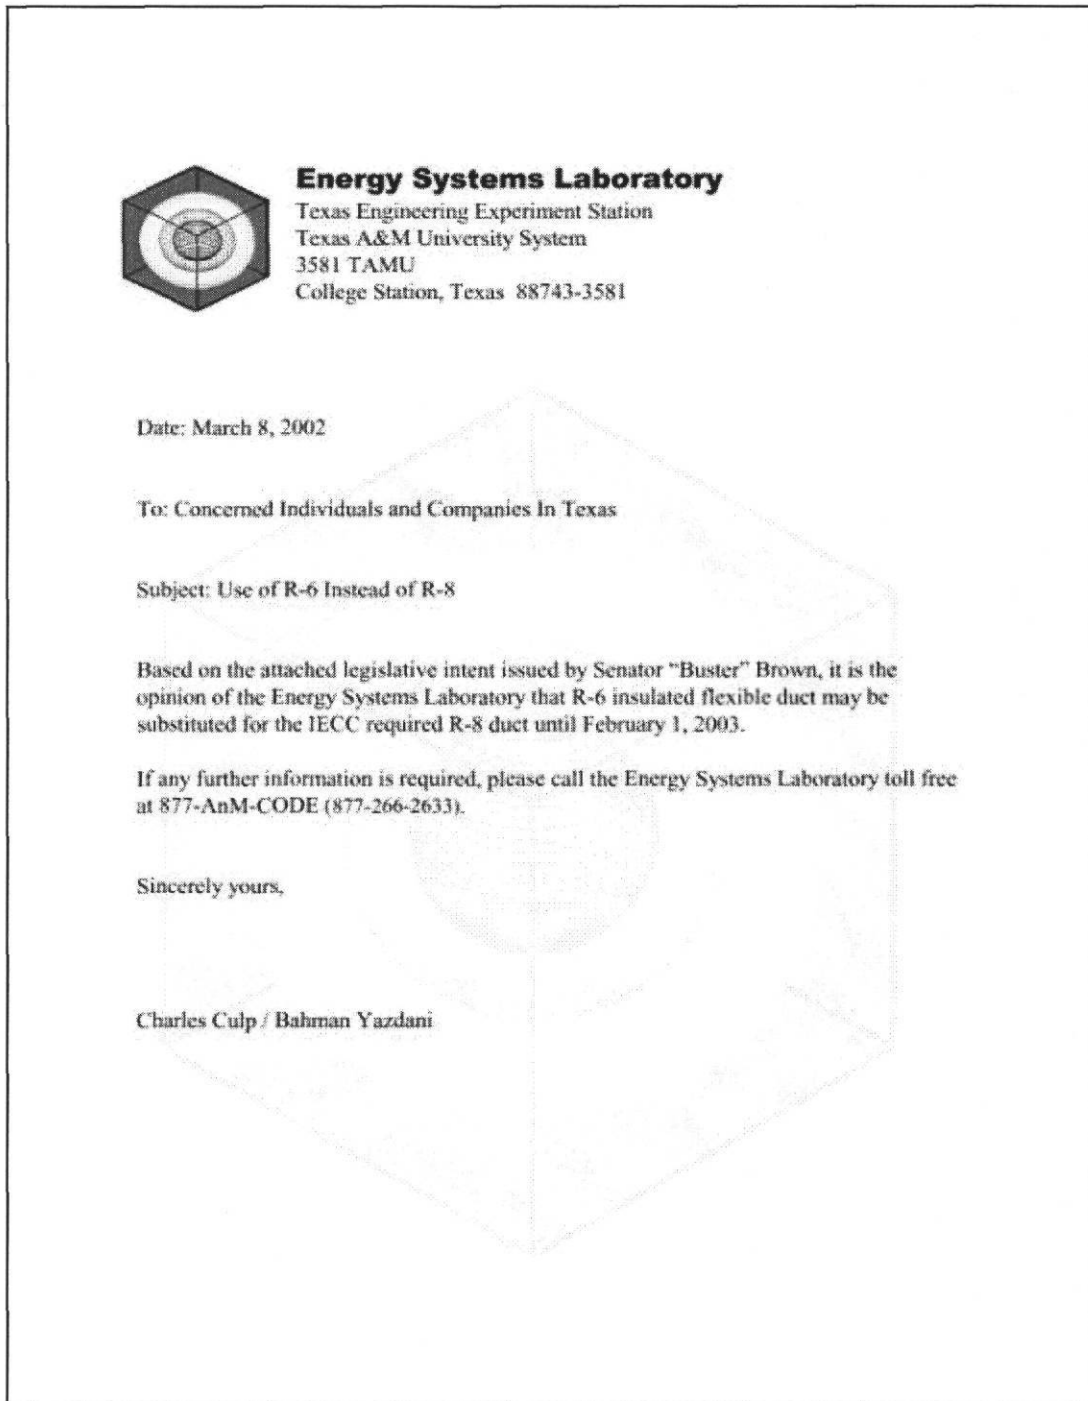 Energy Systems Laboratory
Texas Engineering Experiment Station
Texas A&M University System
3581 TAMU
College Station, Texas  88743-3581
Date: March 8, 2002
To: Concerned Individuals and Companies In Texas
Subject: Use of R-6 Instead of R-8
Based on the attached legislative intent issued by Senator “Buster” Brown, it is the
opinion of the Energy Systems Laboratory that R-6 insulated flexible duct may be
substituted for the IECC required R-8 duct until February 1, 2003.
If any further information is required, please call the Energy Systems Laboratory toll free
at 877-AnM-CODE (877-266-2633).
Sincerely yours,
Charles Culp / Bahman Yazdani